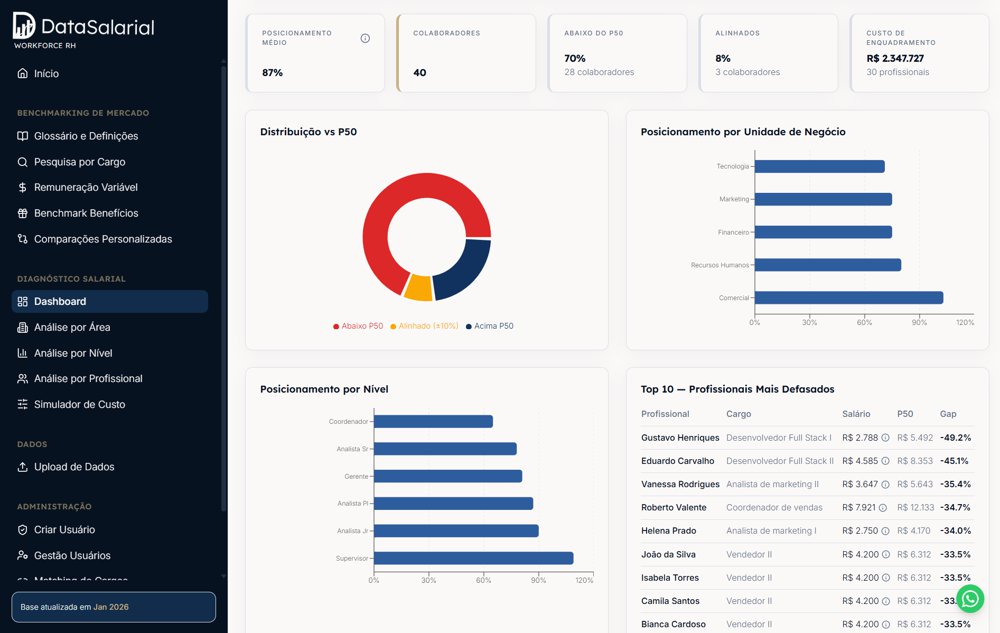 DataSalarial
WORKFORCE RH
Início
BENCHMARKING DE MERCADO
Glossário e Definições
Pesquisa por Cargo
Remuneração Variável
Benchmark Benefícios
Comparações Personalizadas
DIAGNÓSTICO SALARIAL
Dashboard
Análise por Área
Análise por Nível
Análise por Profissional
Simulador de Custo
DADOS
Upload de Dados
ADMINISTRAÇÃO
Criar Usuário
Gestão Usuários
Matching de Cargos
Base atualizada em Jan 2026
POSICIONAMENTO
MÉDIO
87%
COLABORADORES
40
ABAIXO DO P50
70%
28 colaboradores
ALINHADOS
8%
3 colaboradores
CUSTO DE
ENQUADRAMENTO
R$ 2.347.727
30 profissionais
Distribuição vs P50
Abaixo P50 Alinhado (±10%) Acima P50
Posicionamento por Unidade de Negócio
Tecnologia
Marketing
Financeiro
Recursos Humanos
Comercial
0% 30% 60% 90% 120%
Posicionamento por Nível
Coordenador
Analista Sr
Gerente
Analista Pl
Analista Jr
Supervisor
0% 30% 60% 90% 120%
Top 10 — Profissionais Mais Defasados
Profissional Cargo Salário P50 Gap
Gustavo Henriques Desenvolvedor Full Stack I R$ 2.788 R$ 5.492 -49.2%
Eduardo Carvalho Desenvolvedor Full Stack II R$ 4.585 R$ 8.353 -45.1%
Vanessa Rodrigues Analista de marketing II R$ 3.647 R$ 5.643 -35.4%
Roberto Valente Coordenador de vendas R$ 7.921 R$ 12.133 -34.7%
Helena Prado Analista de marketing I R$ 2.750 R$ 4.170 -34.0%
João da Silva Vendedor II R$ 4.200 R$ 6.312 -33.5%
Isabela Torres Vendedor II R$ 4.200 R$ 6.312 -33.5%
Camila Santos Vendedor II R$ 4.200 R$ 6.312
Bianca Cardoso Vendedor II R$ 4.200 R$ 6.312 -33.5%